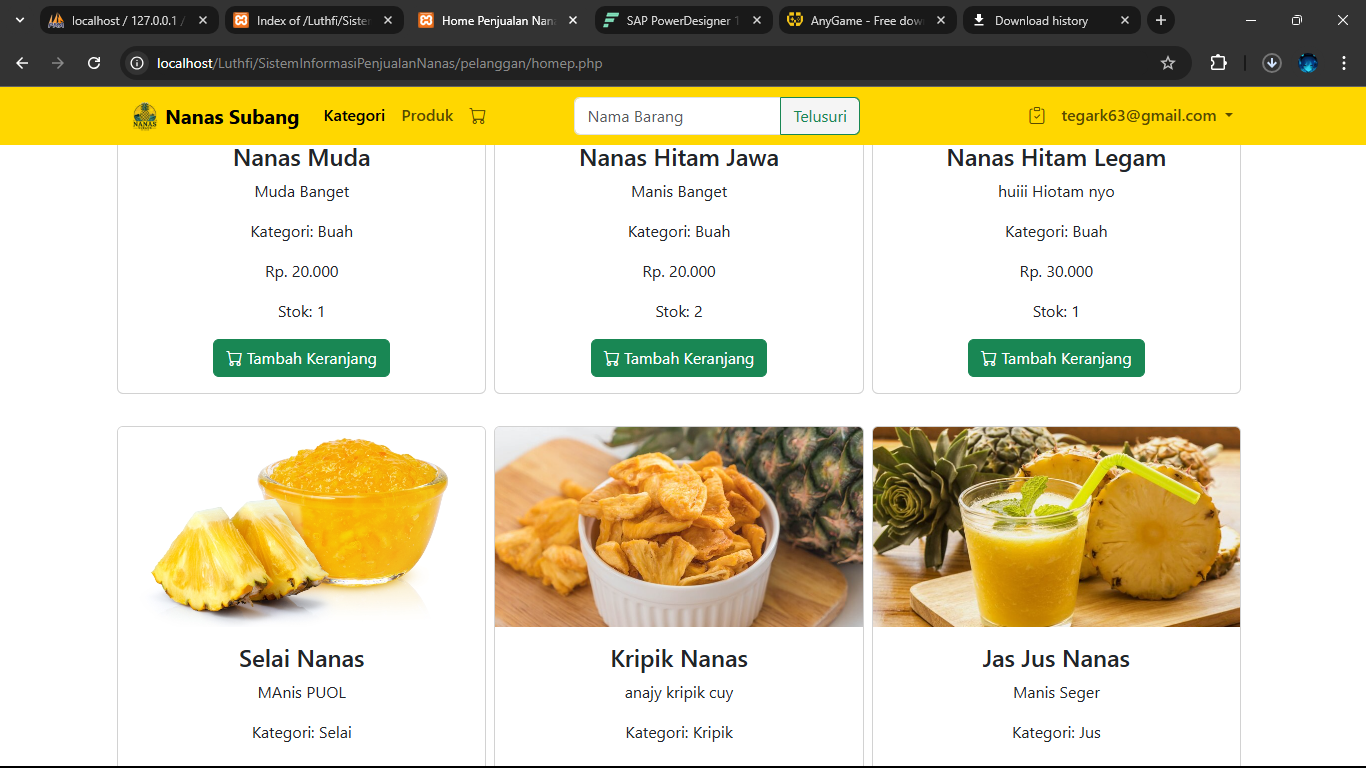 localhost / 127.0.0.1 /
Index of /Luthfi/Siste
Home Penjualan Nan
SAP PowerDesigner 1
AnyGame - Free dow
Download history
localhost/Luthfi/SistemInformasiPenjualanNanas/pelanggan/homep.php
Nanas Subang
Kategori
Produk
Nama Barang
Telusuri
tegark63@gmail.com
Nanas Muda
Muda Banget
Kategori: Buah
Rp. 20.000
Stok: 1
Tambah Keranjang
Nanas Hitam Jawa
Manis Banget
Kategori: Buah
Rp. 20.000
Stok: 2
Tambah Keranjang
Nanas Hitam Legam
huiii Hiotam nyo
Kategori: Buah
Rp. 30.000
Stok: 1
Tambah Keranjang
Selai Nanas
MAnis PUOL
Kategori: Selai
Kripik Nanas
anajy kripik cuy
Kategori: Kripik
Jas Jus Nanas
Manis Seger
Kategori: Jus